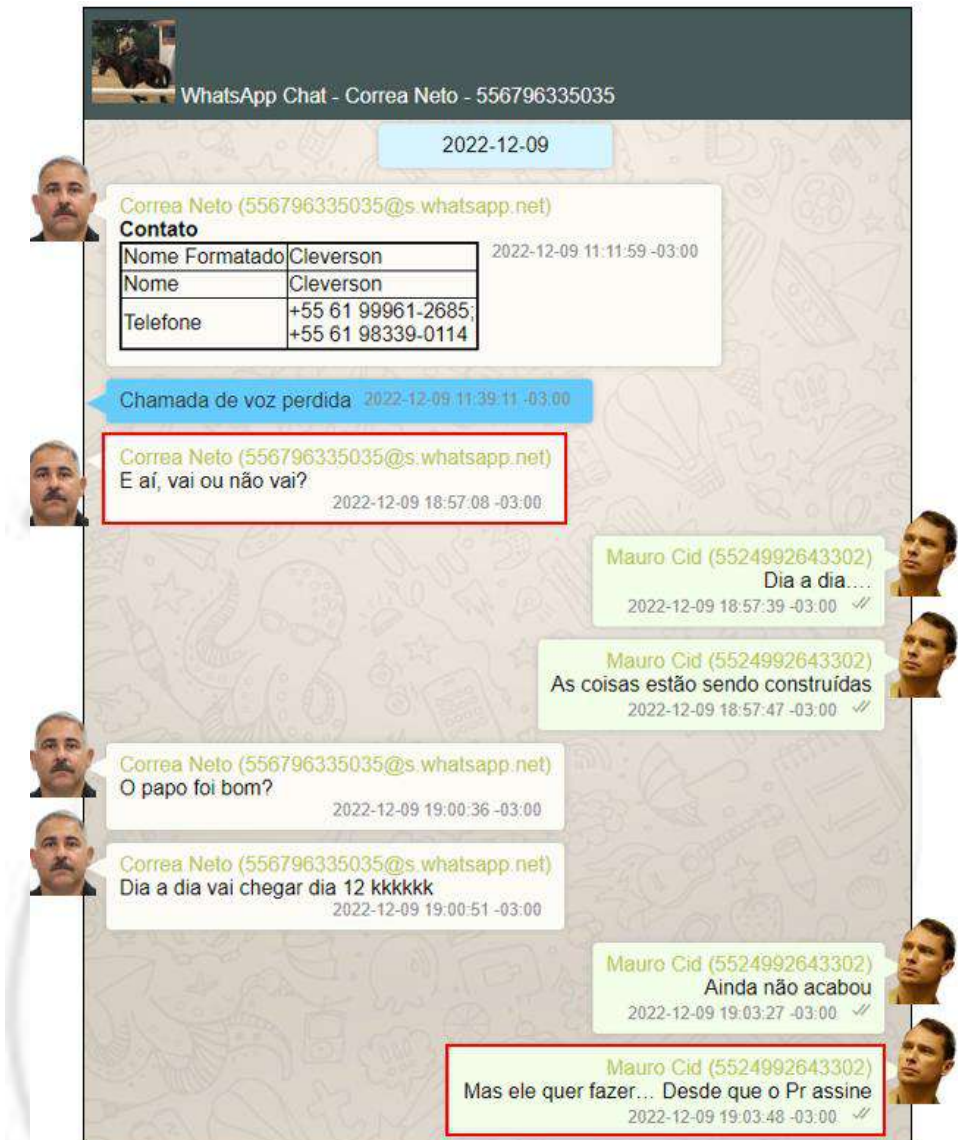 WhatsApp Chat - Correa Neto - 556796335035
2022-12-09
Correa Neto (556796335035@s.whatsapp.net)
Contato
Nome Formatado Cleverson
2022-12-09 11:11:59 -03:00
Nome Cleverson
Telefone +55 61 99961-2685;
+55 61 98339-0114
Chamada de voz perdida 2022-12-09 11:39:11 -03:00
Correa Neto (556796335035@s.whatsapp.net)
E aí, vai ou não vai?
2022-12-09 18:57:08 -03:00
Mauro Cid (5524992643302)
Dia a dia....
2022-12-09 18:57:39 -03:00
Mauro Cid (5524992643302)
As coisas estão sendo construídas
2022-12-09 18:57:47 -03:00
Correa Neto (556796335035@s.whatsapp.net)
O papo foi bom?
2022-12-09 19:00:36 -03:00
Correa Neto (556796335035@s.whatsapp.net)
Dia a dia vai chegar dia 12 kkkkkk
2022-12-09 19:00:51 -03:00
Mauro Cid (5524992643302)
Ainda não acabou
2022-12-09 19:03:27 -03:00
Mauro Cid (5524992643302)
Mas ele quer fazer... Desde que o Pr assine
2022-12-09 19:03:48 -03:00